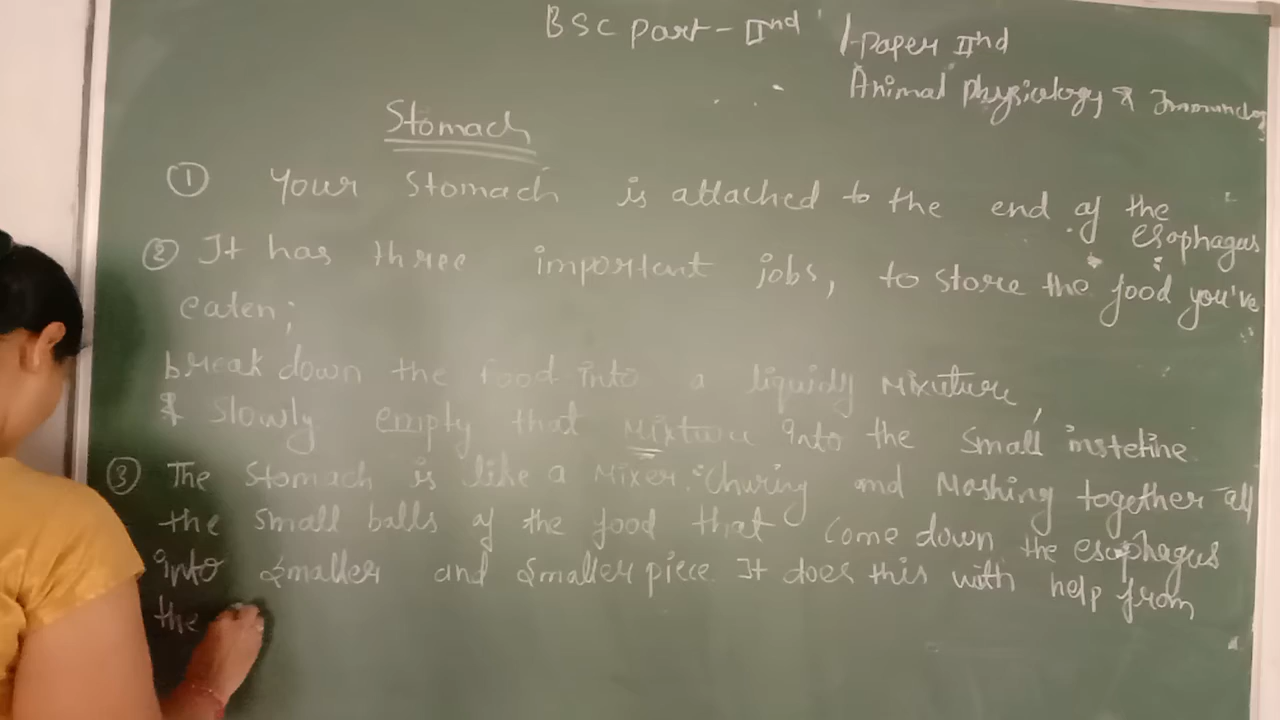 BSC part - IInd / Paper IInd
Animal physiology & Immunolog
Stomach
① Your Stomach is attached to the end of the
esophagus
② It has three important jobs, to store the food you've
eaten;
break down the food into a liquidy mixuture,
& Slowly empty that mixture into the small instetine
③ The Stomach is like a mixer. Churing and Mashing together all
the small balls of the food that come down the esophagus
into smaller and smaller piece. It does this with help from
the